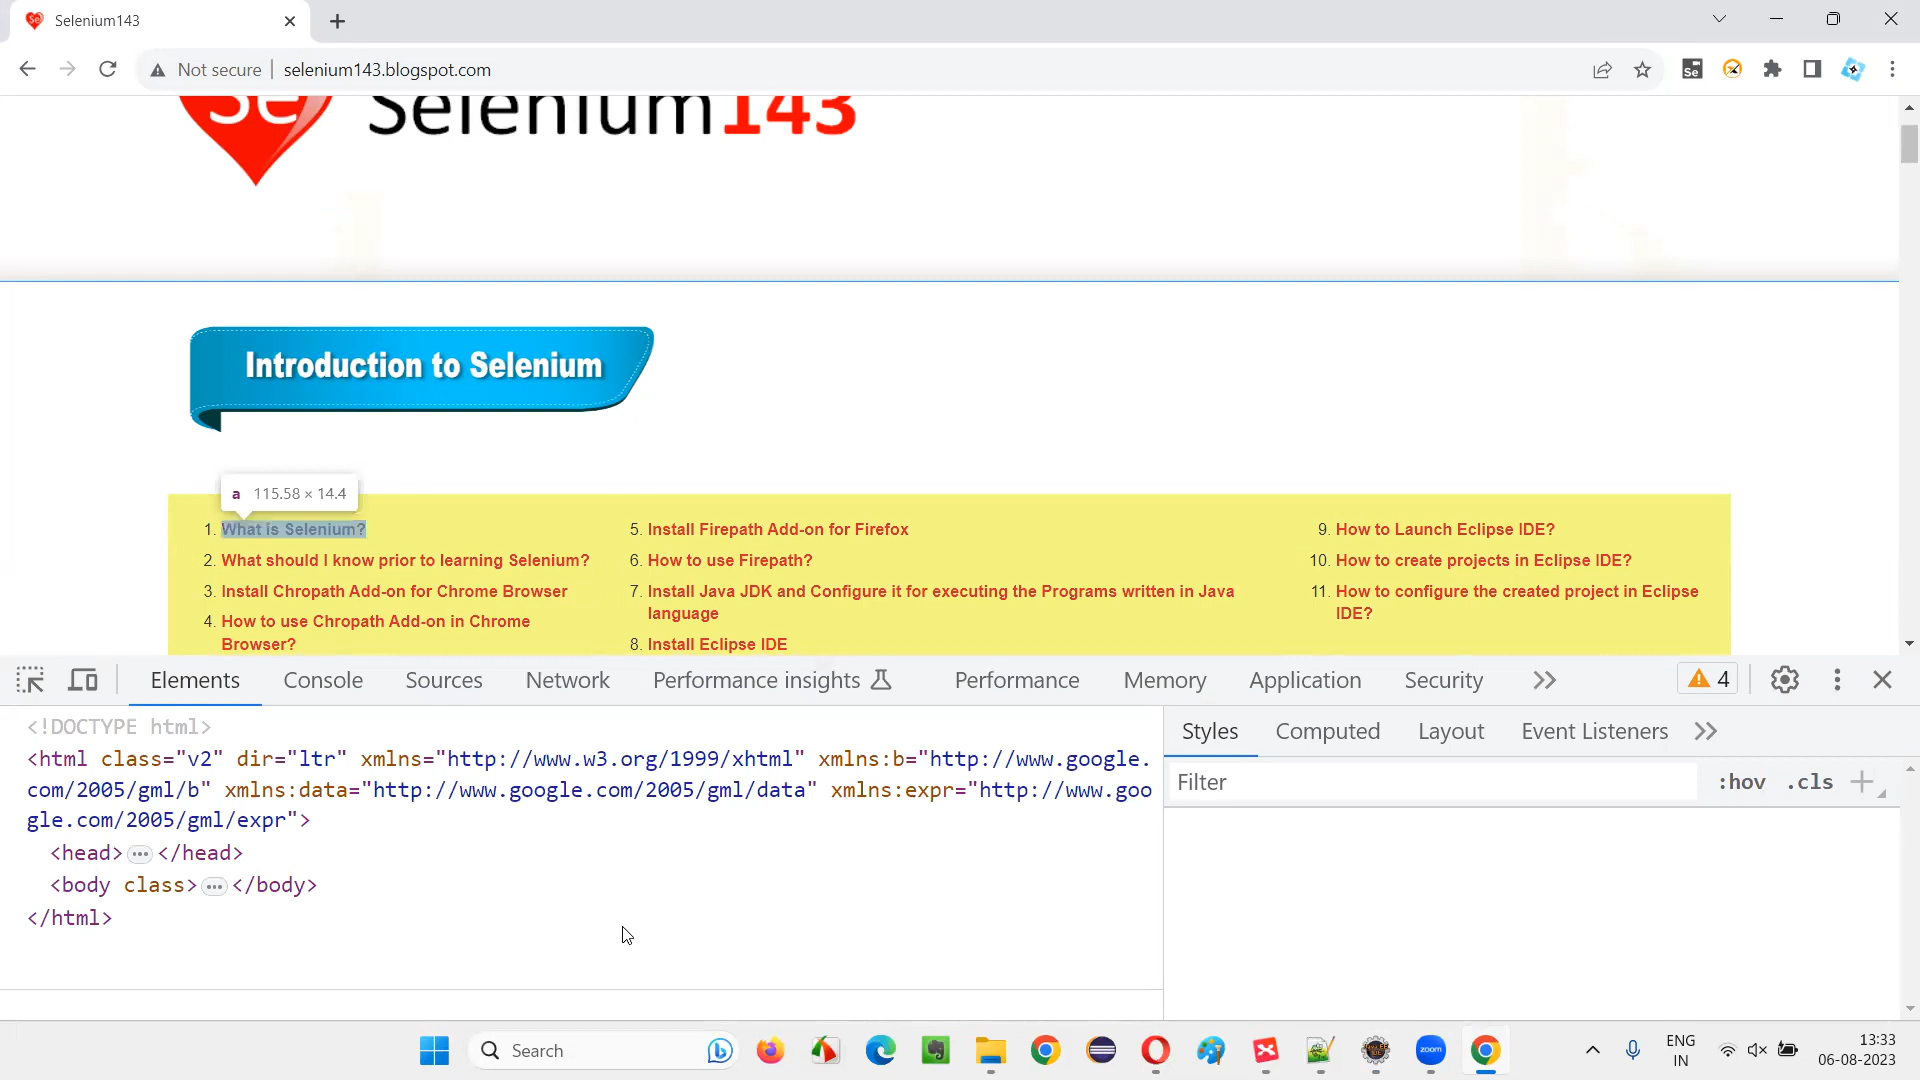 Selenium143
Not secure | selenium143.blogspot.com
Se
Selenium143
Introduction to Selenium
a 115.58 × 14.4
1. What is Selenium?
2. What should I know prior to learning Selenium?
3. Install Chropath Add-on for Chrome Browser
4. How to use Chropath Add-on in Chrome
Browser?
5. Install Firepath Add-on for Firefox
6. How to use Firepath?
7. Install Java JDK and Configure it for executing the Programs written in Java
language
8. Install Eclipse IDE
9. How to Launch Eclipse IDE?
10. How to create projects in Eclipse IDE?
11. How to configure the created project in Eclipse
IDE?
Elements Console Sources Network Performance insights Performance Memory Application Security 4
<!DOCTYPE html>
<html class="v2" dir="ltr" xmlns="http://www.w3.org/1999/xhtml" xmlns:b="http://www.google.
com/2005/gml/b" xmlns:data="http://www.google.com/2005/gml/data" xmlns:expr="http://www.goo
gle.com/2005/gml/expr">
<head>…</head>
<body class>…</body>
</html>
Styles Computed Layout Event Listeners
Filter :hov .cls
Search
zoom
ENG
IN
13:33
06-08-2023